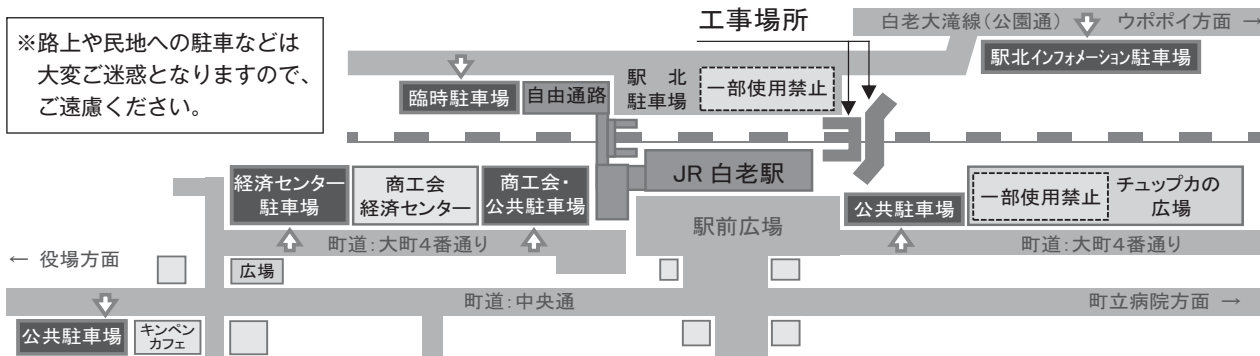 ※路上や民地への駐車などは
大変ご迷惑となりますので、
ご遠慮ください。
工事場所
白老大滝線(公園通)
ウポポイ方面 →
駅北インフォメーション駐車場
臨時駐車場
自由通路
駅 北
駐車場
一部使用禁止
経済センター
駐車場
商工会
経済センター
商工会・
公共駐車場
JR 白老駅
公共駐車場
一部使用禁止
チュップカの
広場
駅前広場
町道:大町4番通り
町道:大町4番通り
← 役場方面
広場
町道:中央通
町立病院方面 →
公共駐車場
キンペン
カフェ